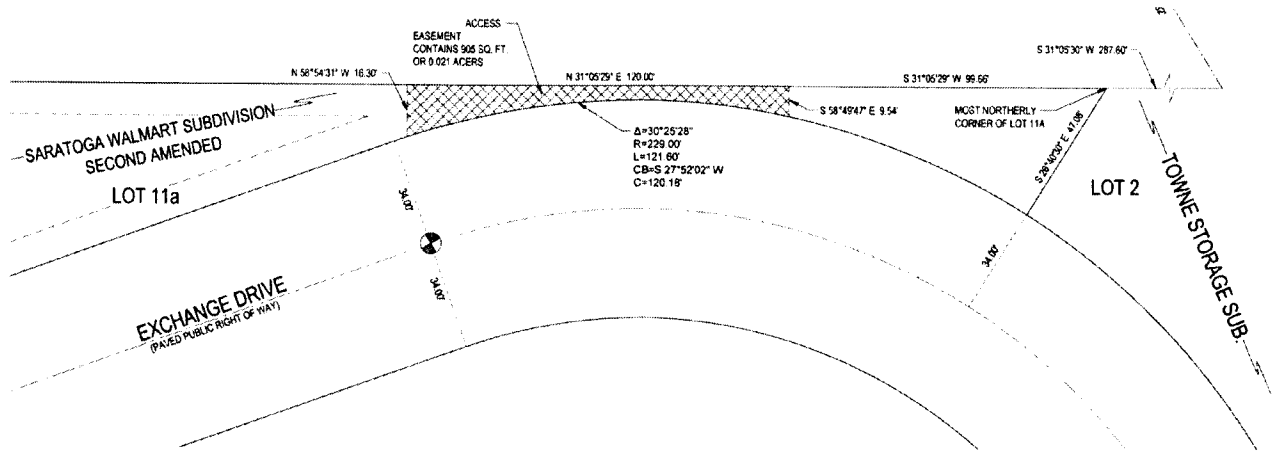 ACCESS
EASEMENT
CONTAINS 905 SQ. FT.
OR 0.021 ACERS
N 58°54'31" W 16.30'
N 31°05'29" E 120.00'
S 31°05'29" W 99.66'
S 31°05'30" W 287.60'
S 58°49'47" E 9.54'
MOST NORTHERLY
CORNER OF LOT 11A
Δ=30°25'28"
R=229.00'
L=121.60'
CB=S 27°52'02" W
C=120.18'
SARATOGA WALMART SUBDIVISION
SECOND AMENDED
LOT 11a
34.00'
34.00'
EXCHANGE DRIVE
(PAVED PUBLIC RIGHT OF WAY)
S 26°40'30" E 47.08'
34.00'
LOT 2
TOWNE STORAGE SUB.